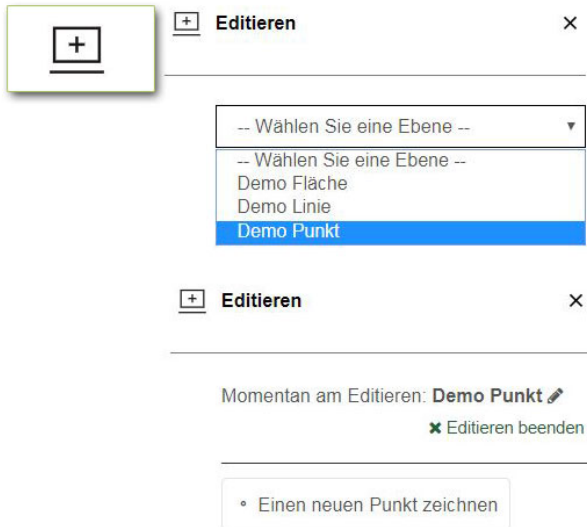 Editieren
-- Wählen Sie eine Ebene --
-- Wählen Sie eine Ebene --
Demo Fläche
Demo Linie
Demo Punkt
Editieren
Momentan am Editieren: Demo Punkt
Editieren beenden
Einen neuen Punkt zeichnen